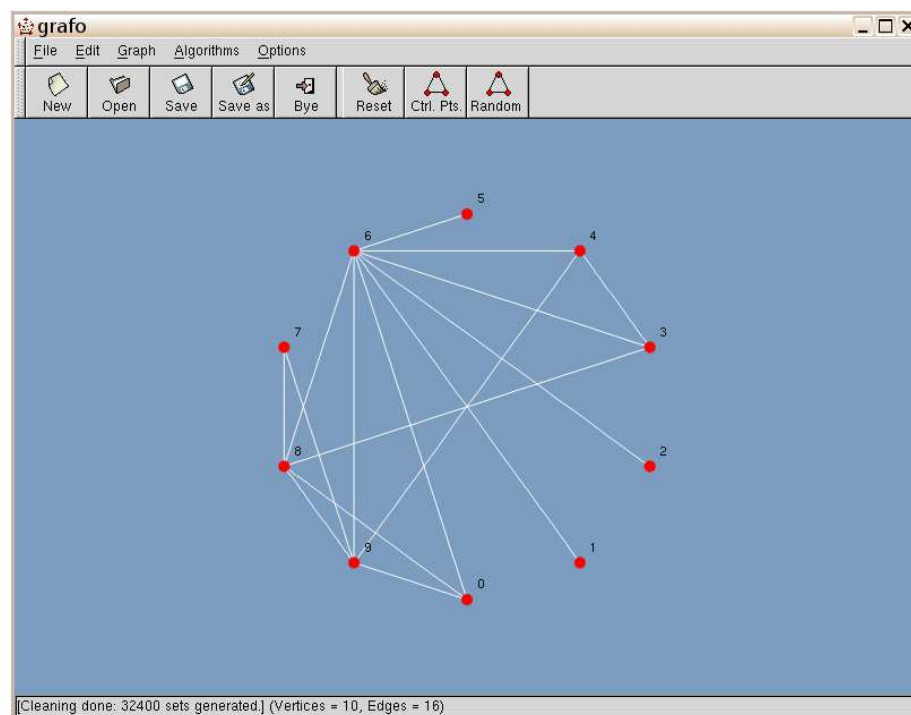 grafo
File Edit Graph Algorithms Options
New Open Save Save as Bye Reset Ctrl. Pts. Random
5
6 4
7 3
8 2
9 1
0
[Cleaning done: 32400 sets generated.] (Vertices = 10, Edges = 16)